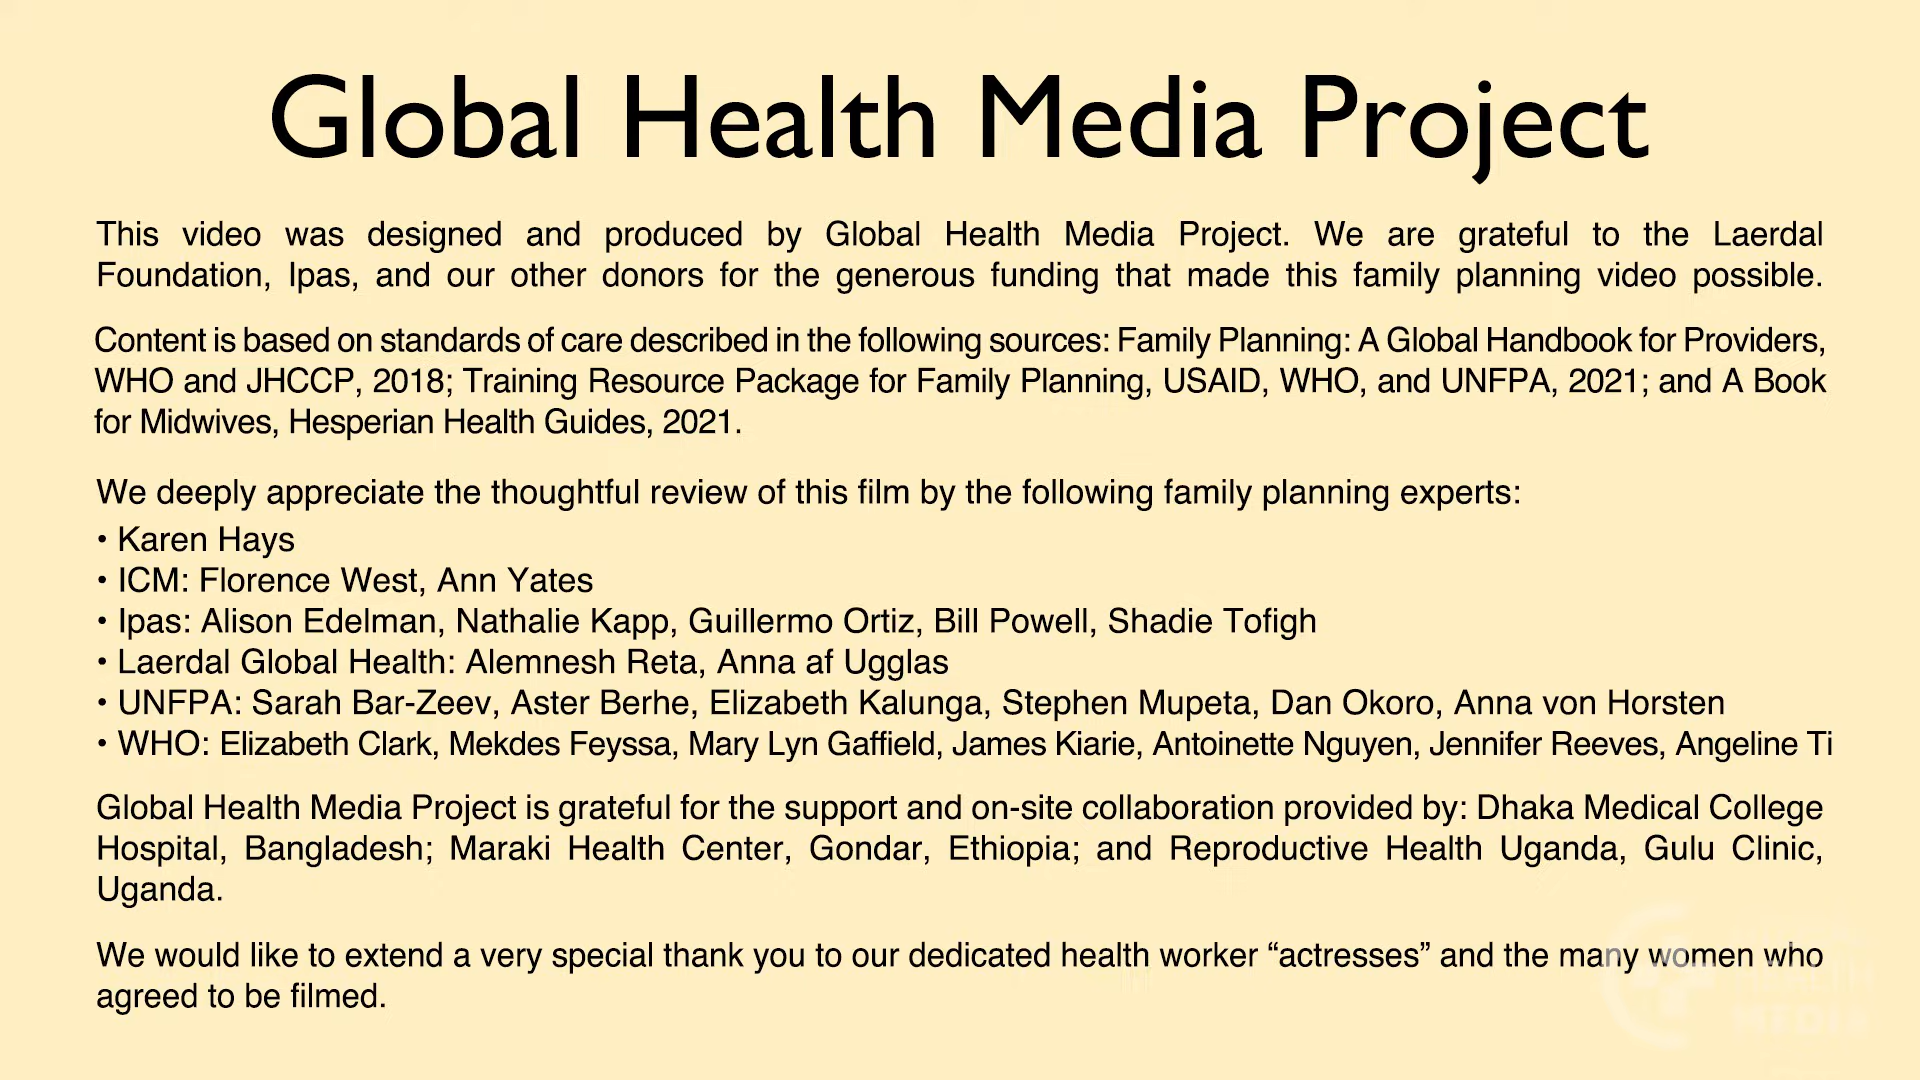 Global Health Media Project
This video was designed and produced by Global Health Media Project. We are grateful to the Laerdal
Foundation, Ipas, and our other donors for the generous funding that made this family planning video possible.
Content is based on standards of care described in the following sources: Family Planning: A Global Handbook for Providers,
WHO and JHCCP, 2018; Training Resource Package for Family Planning, USAID, WHO, and UNFPA, 2021; and A Book
for Midwives, Hesperian Health Guides, 2021.
We deeply appreciate the thoughtful review of this film by the following family planning experts:
• Karen Hays
• ICM: Florence West, Ann Yates
• Ipas: Alison Edelman, Nathalie Kapp, Guillermo Ortiz, Bill Powell, Shadie Tofigh
• Laerdal Global Health: Alemnesh Reta, Anna af Ugglas
• UNFPA: Sarah Bar-Zeev, Aster Berhe, Elizabeth Kalunga, Stephen Mupeta, Dan Okoro, Anna von Horsten
• WHO: Elizabeth Clark, Mekdes Feyssa, Mary Lyn Gaffield, James Kiarie, Antoinette Nguyen, Jennifer Reeves, Angeline Ti
Global Health Media Project is grateful for the support and on-site collaboration provided by: Dhaka Medical College
Hospital, Bangladesh; Maraki Health Center, Gondar, Ethiopia; and Reproductive Health Uganda, Gulu Clinic,
Uganda.
We would like to extend a very special thank you to our dedicated health worker “actresses” and the many women who
agreed to be filmed.
HEALTH
MEDIA